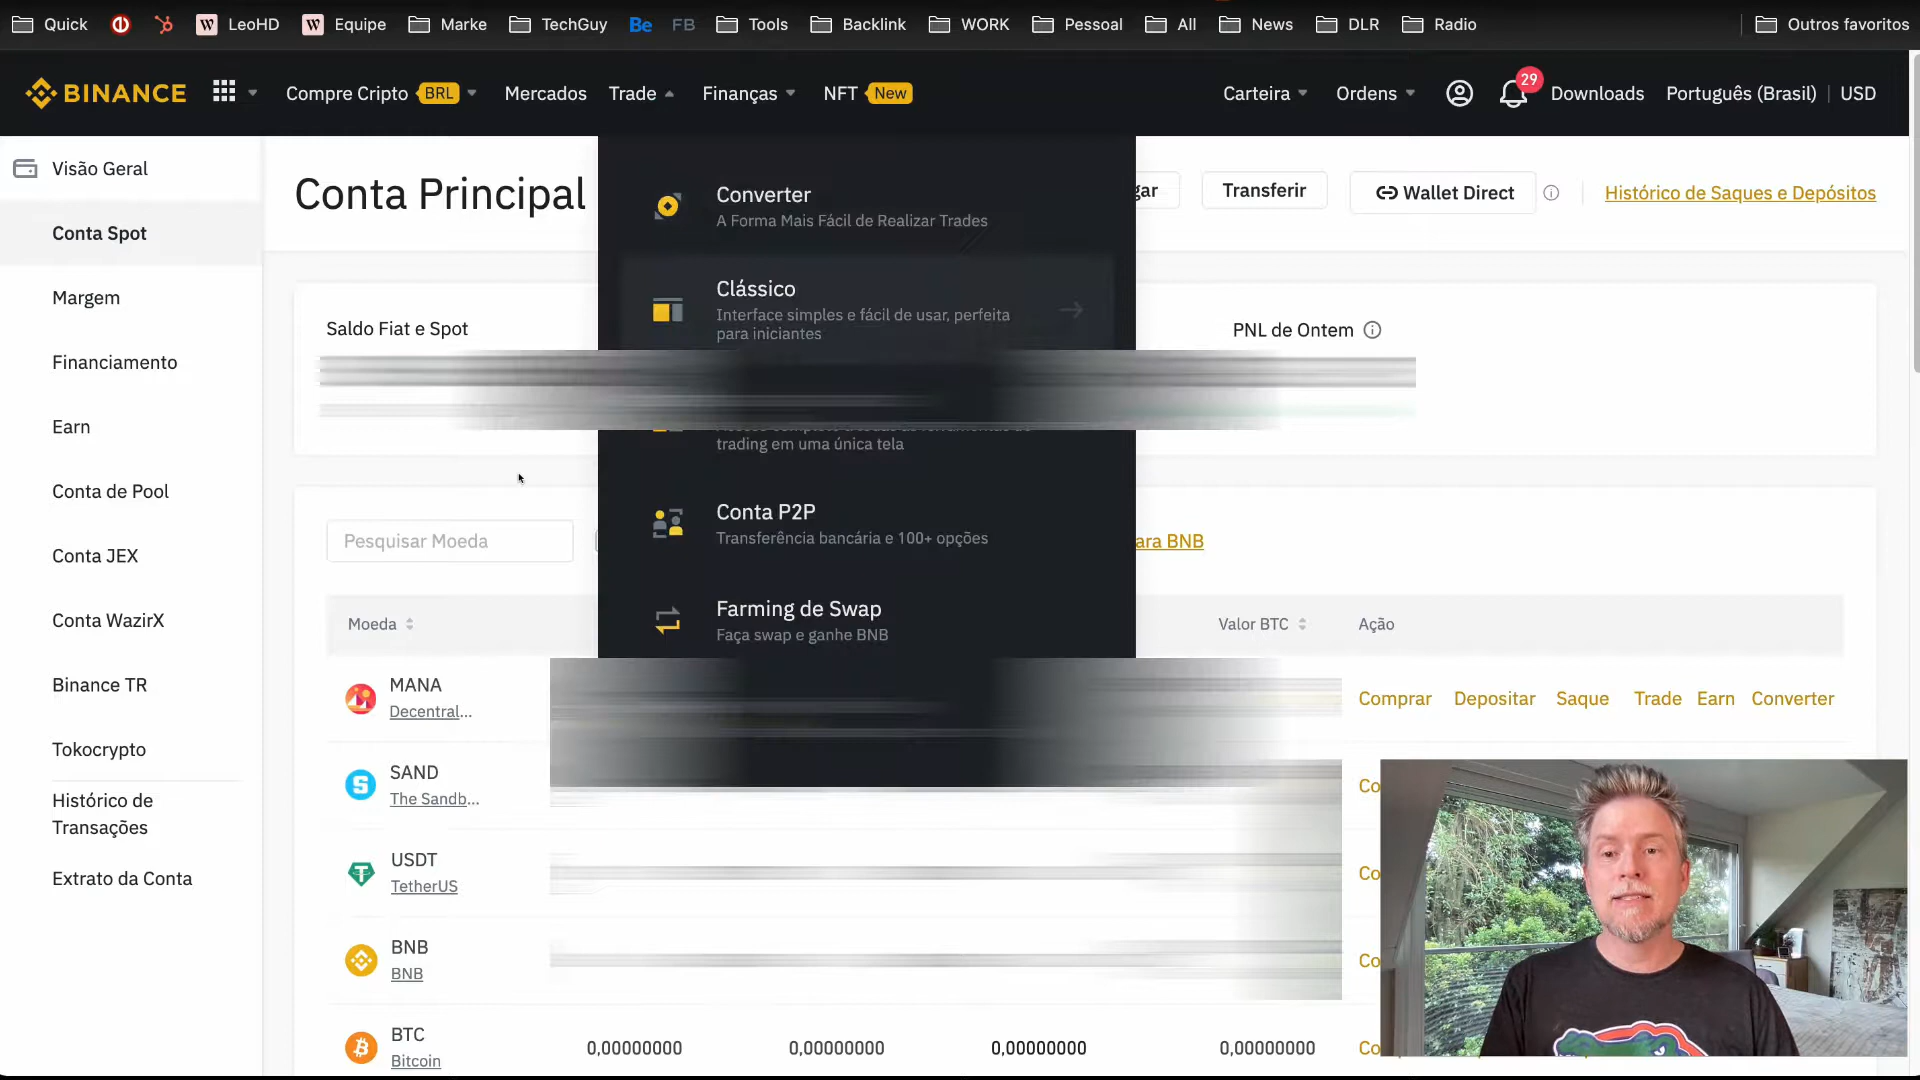 Quick
LeoHD
Equipe
Marke
TechGuy
Be
FB
Tools
Backlink
WORK
Pessoal
All
News
DLR
Radio
Outros favoritos
BINANCE
Compre Cripto BRL
Mercados
Trade
Finanças
NFT New
Carteira
Ordens
29
Downloads
Português (Brasil)
USD
Visão Geral
Conta Spot
Margem
Financiamento
Earn
Conta de Pool
Conta JEX
Conta WazirX
Binance TR
Tokocrypto
Histórico de
Transações
Extrato da Conta
Conta Principal
gar
Transferir
Wallet Direct
Histórico de Saques e Depósitos
Converter
A Forma Mais Fácil de Realizar Trades
Clássico
Interface simples e fácil de usar, perfeita
para iniciantes
trading em uma única tela
Conta P2P
Transferência bancária e 100+ opções
Farming de Swap
Faça swap e ganhe BNB
Saldo Fiat e Spot
PNL de Ontem
Pesquisar Moeda
ara BNB
Moeda
Valor BTC
Ação
MANA
Decentral...
Comprar Depositar Saque Trade Earn Converter
SAND
The Sandb...
Co
USDT
TetherUS
Co
BNB
BNB
Co
BTC
Bitcoin
0,00000000 0,00000000 0,00000000 0,00000000
Co